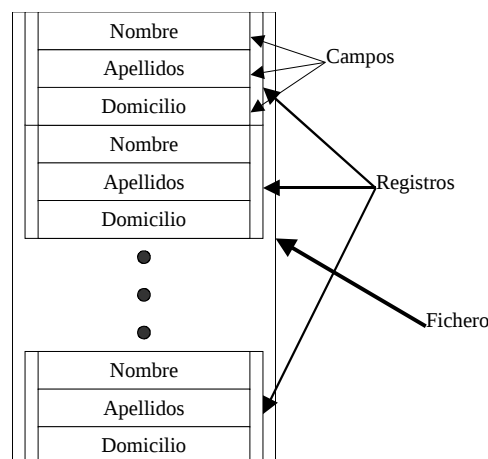 Nombre
Apellidos
Domicilio
Nombre
Apellidos
Domicilio
Nombre
Apellidos
Domicilio
Campos
Registros
Fichero